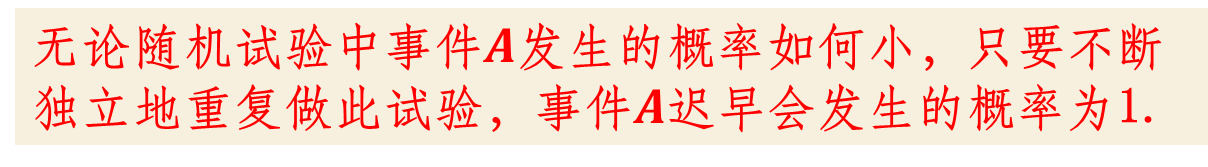 无论随机试验中事件A发生的概率如何小，只要不断
独立地重复做此试验，事件A迟早会发生的概率为1.